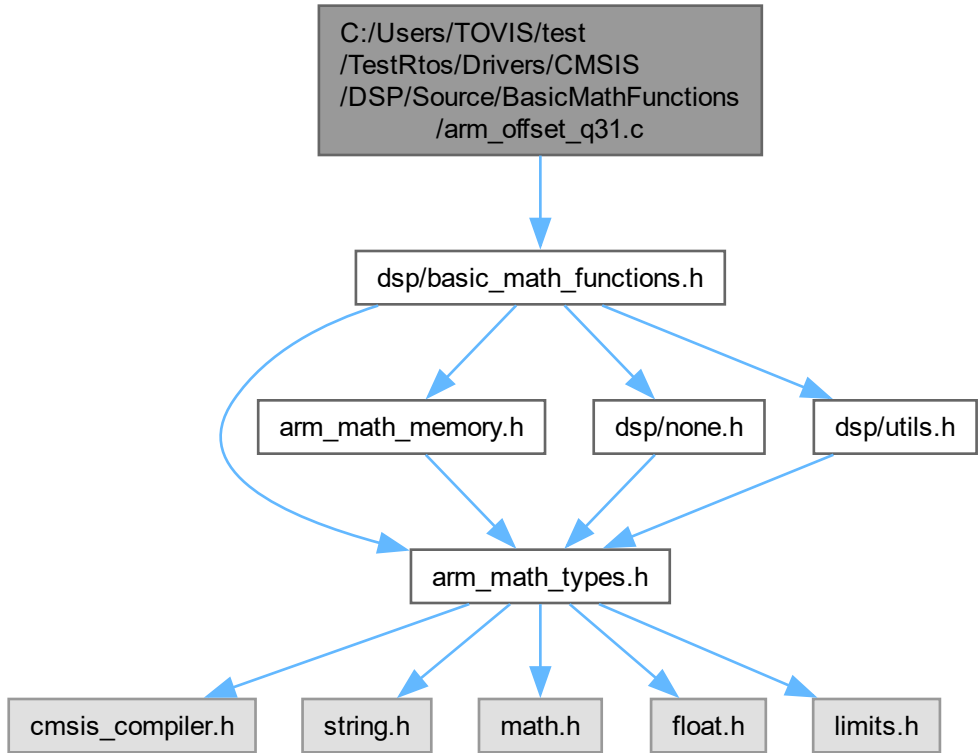 C:/Users/TOVIS/test
/TestRtos/Drivers/CMSIS
/DSP/Source/BasicMathFunctions
/arm_offset_q31.c
dsp/basic_math_functions.h
arm_math_memory.h
dsp/none.h
dsp/utils.h
arm_math_types.h
cmsis_compiler.h
string.h
math.h
float.h
limits.h